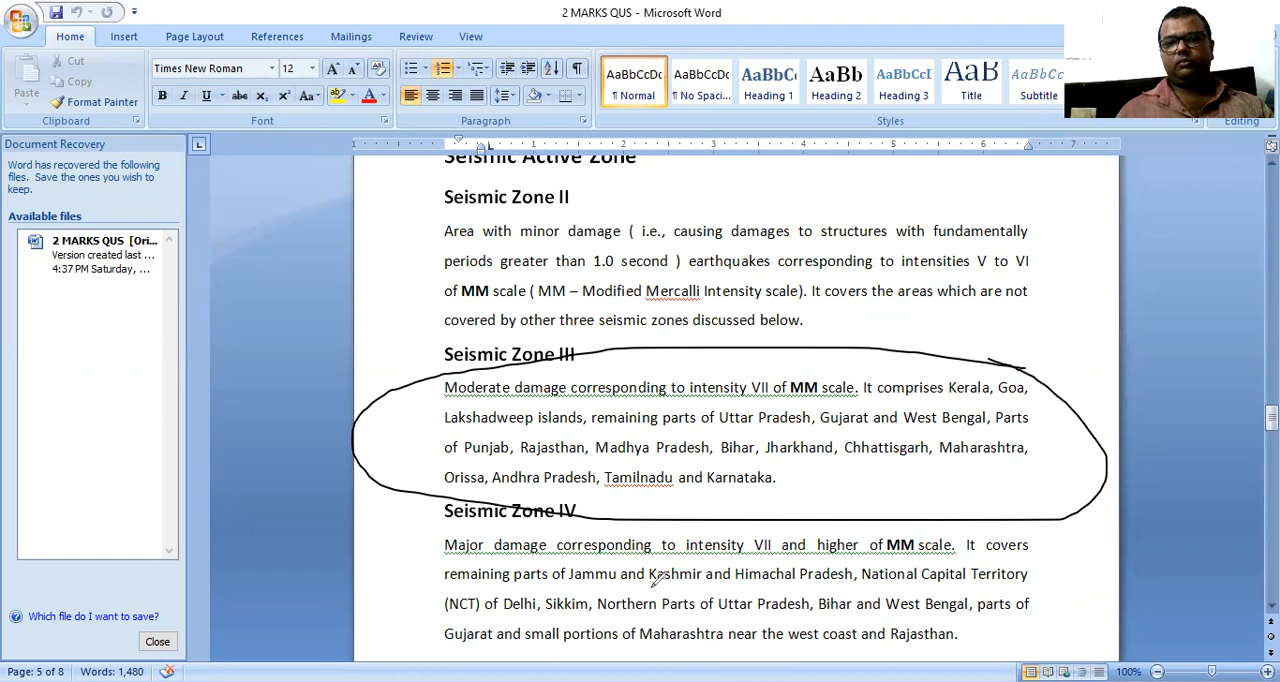 2 MARKS QUS - Microsoft Word
Home Insert Page Layout References Mailings Review View
Paste
Cut
Copy
Format Painter
Clipboard
Times New Roman 12
Font
Paragraph
AaBbCcDc AaBbCcDc AaBbC AaBb AaBbCcI AaB AaBbCcL
¶ Normal ¶ No Spaci... Heading 1 Heading 2 Heading 3 Title Subtitle
Styles
Editing
Document Recovery
Word has recovered the following
files. Save the ones you wish to
keep.
Available files
2 MARKS QUS [Ori...
Version created last ...
4:37 PM Saturday, ...
Which file do I want to save?
Close
1 1 2 3 4 5 6 7
Seismic Active Zone
Seismic Zone II
Area with minor damage ( i.e., causing damages to structures with fundamentally
periods greater than 1.0 second ) earthquakes corresponding to intensities V to VI
of MM scale ( MM – Modified Mercalli Intensity scale). It covers the areas which are not
covered by other three seismic zones discussed below.
Seismic Zone III
Moderate damage corresponding to intensity VII of MM scale. It comprises Kerala, Goa,
Lakshadweep islands, remaining parts of Uttar Pradesh, Gujarat and West Bengal, Parts
of Punjab, Rajasthan, Madhya Pradesh, Bihar, Jharkhand, Chhattisgarh, Maharashtra,
Orissa, Andhra Pradesh, Tamilnadu and Karnataka.
Seismic Zone IV
Major damage corresponding to intensity VII and higher of MM scale. It covers
remaining parts of Jammu and Kashmir and Himachal Pradesh, National Capital Territory
(NCT) of Delhi, Sikkim, Northern Parts of Uttar Pradesh, Bihar and West Bengal, parts of
Gujarat and small portions of Maharashtra near the west coast and Rajasthan.
Page: 5 of 8 Words: 1,480 100%